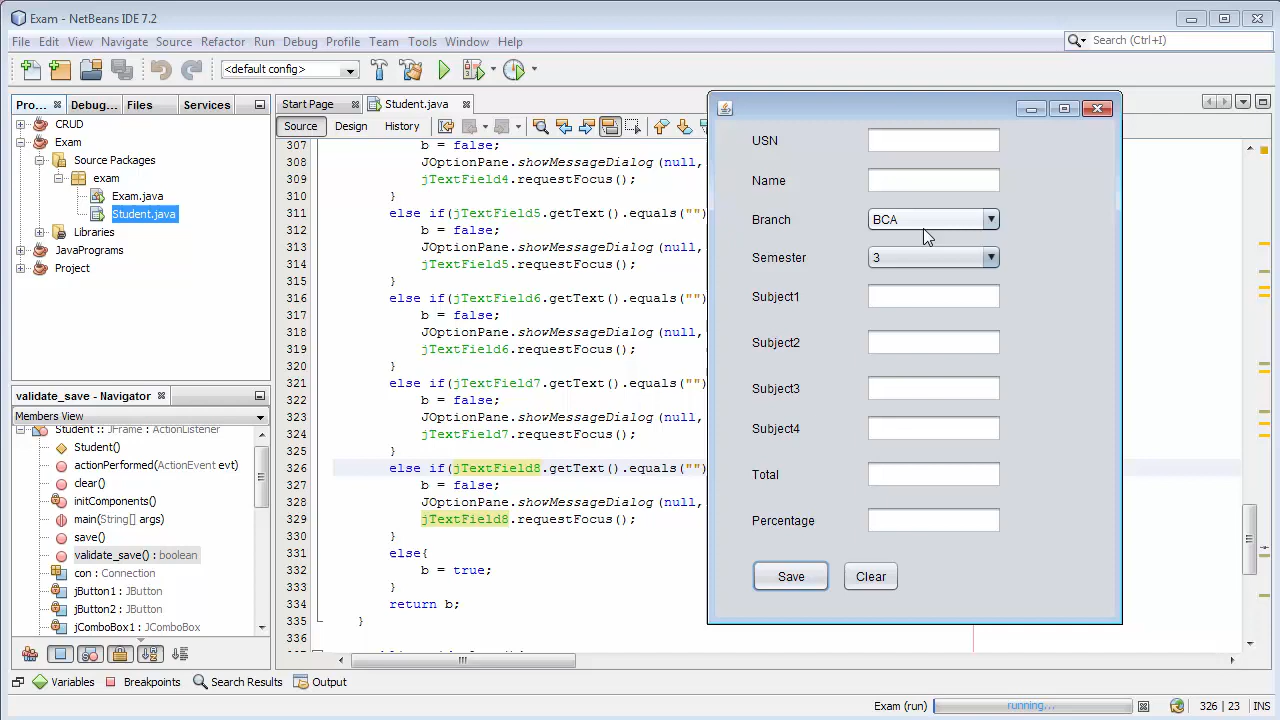 Exam - NetBeans IDE 7.2
File Edit View Navigate Source Refactor Run Debug Profile Team Tools Window Help
Search (Ctrl+I)
<default config>
Pro... Debug... Files Services
CRUD
Exam
Source Packages
exam
Exam.java
Student.java
Libraries
JavaPrograms
Project
validate_save - Navigator
Members View
Student :: JFrame : ActionListener
Student()
actionPerformed(ActionEvent evt)
clear()
initComponents()
main(String[] args)
save()
validate_save() : boolean
con : Connection
jButton1 : JButton
jButton2 : JButton
jComboBox1 : JComboBox
Start Page Student.java
Source Design History
307 b = false;
308 JOptionPane.showMessageDialog(null,
309 jTextField4.requestFocus();
310 }
311 else if(jTextField5.getText().equals("")
312 b = false;
313 JOptionPane.showMessageDialog(null,
314 jTextField5.requestFocus();
315 }
316 else if(jTextField6.getText().equals("")
317 b = false;
318 JOptionPane.showMessageDialog(null,
319 jTextField6.requestFocus();
320 }
321 else if(jTextField7.getText().equals("")
322 b = false;
323 JOptionPane.showMessageDialog(null,
324 jTextField7.requestFocus();
325 }
326 else if(jTextField8.getText().equals("")
327 b = false;
328 JOptionPane.showMessageDialog(null,
329 jTextField8.requestFocus();
330 }
331 else{
332 b = true;
333 }
334 return b;
335 }
336
USN
Name
Branch BCA
Semester 3
Subject1
Subject2
Subject3
Subject4
Total
Percentage
Save Clear
Variables Breakpoints Search Results Output
Exam (run) running... 326 | 23 INS